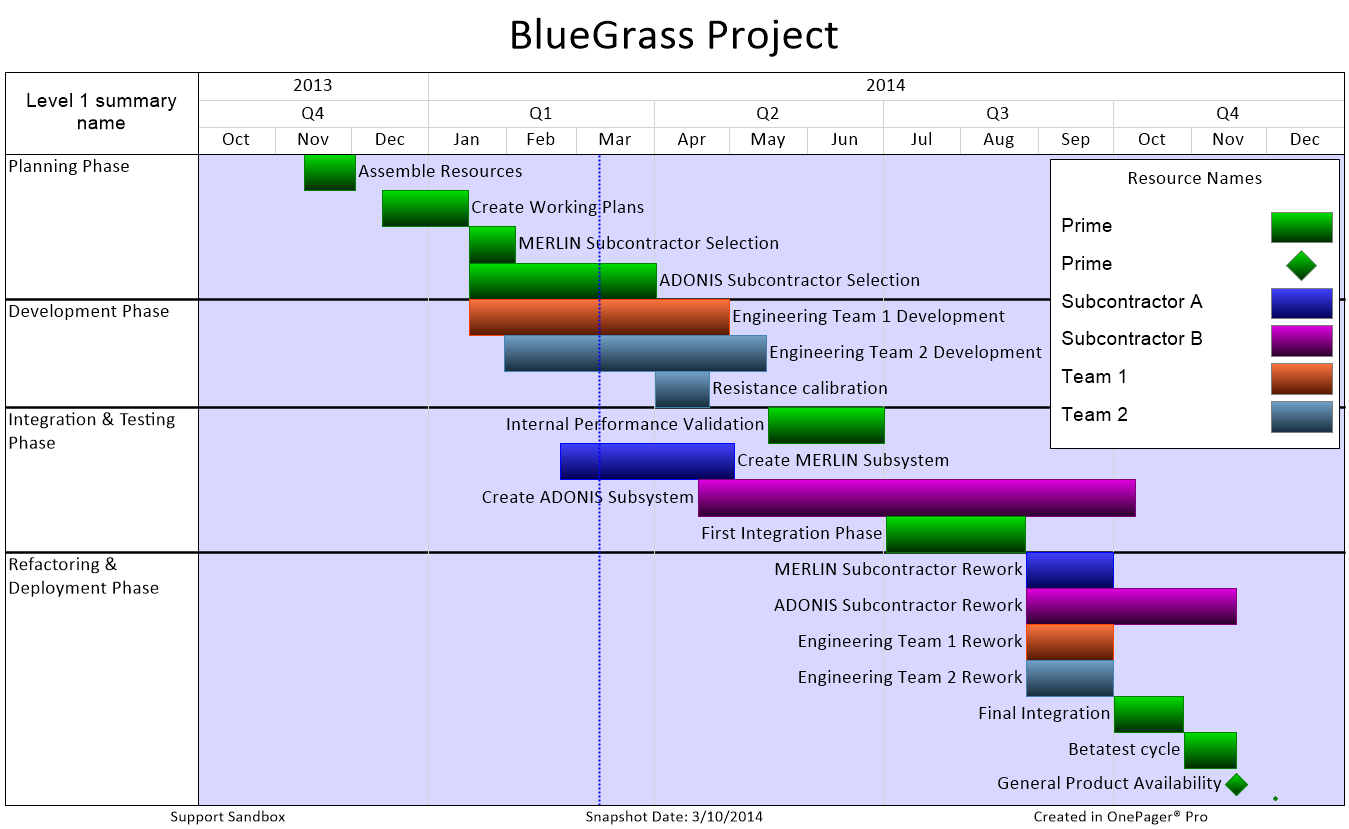 BlueGrass Project
Level 1 summary
name
2013
2014
Q4
Q1
Q2
Q3
Q4
Oct
Nov
Dec
Jan
Feb
Mar
Apr
May
Jun
Jul
Aug
Sep
Oct
Nov
Dec
Planning Phase
Assemble Resources
Create Working Plans
MERLIN Subcontractor Selection
ADONIS Subcontractor Selection
Resource Names
Prime
Prime
Subcontractor A
Subcontractor B
Team 1
Team 2
Development Phase
Engineering Team 1 Development
Engineering Team 2 Development
Resistance calibration
Integration & Testing
Phase
Internal Performance Validation
Create MERLIN Subsystem
Create ADONIS Subsystem
First Integration Phase
Refactoring &
Deployment Phase
MERLIN Subcontractor Rework
ADONIS Subcontractor Rework
Engineering Team 1 Rework
Engineering Team 2 Rework
Final Integration
Betatest cycle
General Product Availability
Support Sandbox
Snapshot Date: 3/10/2014
Created in OnePager® Pro